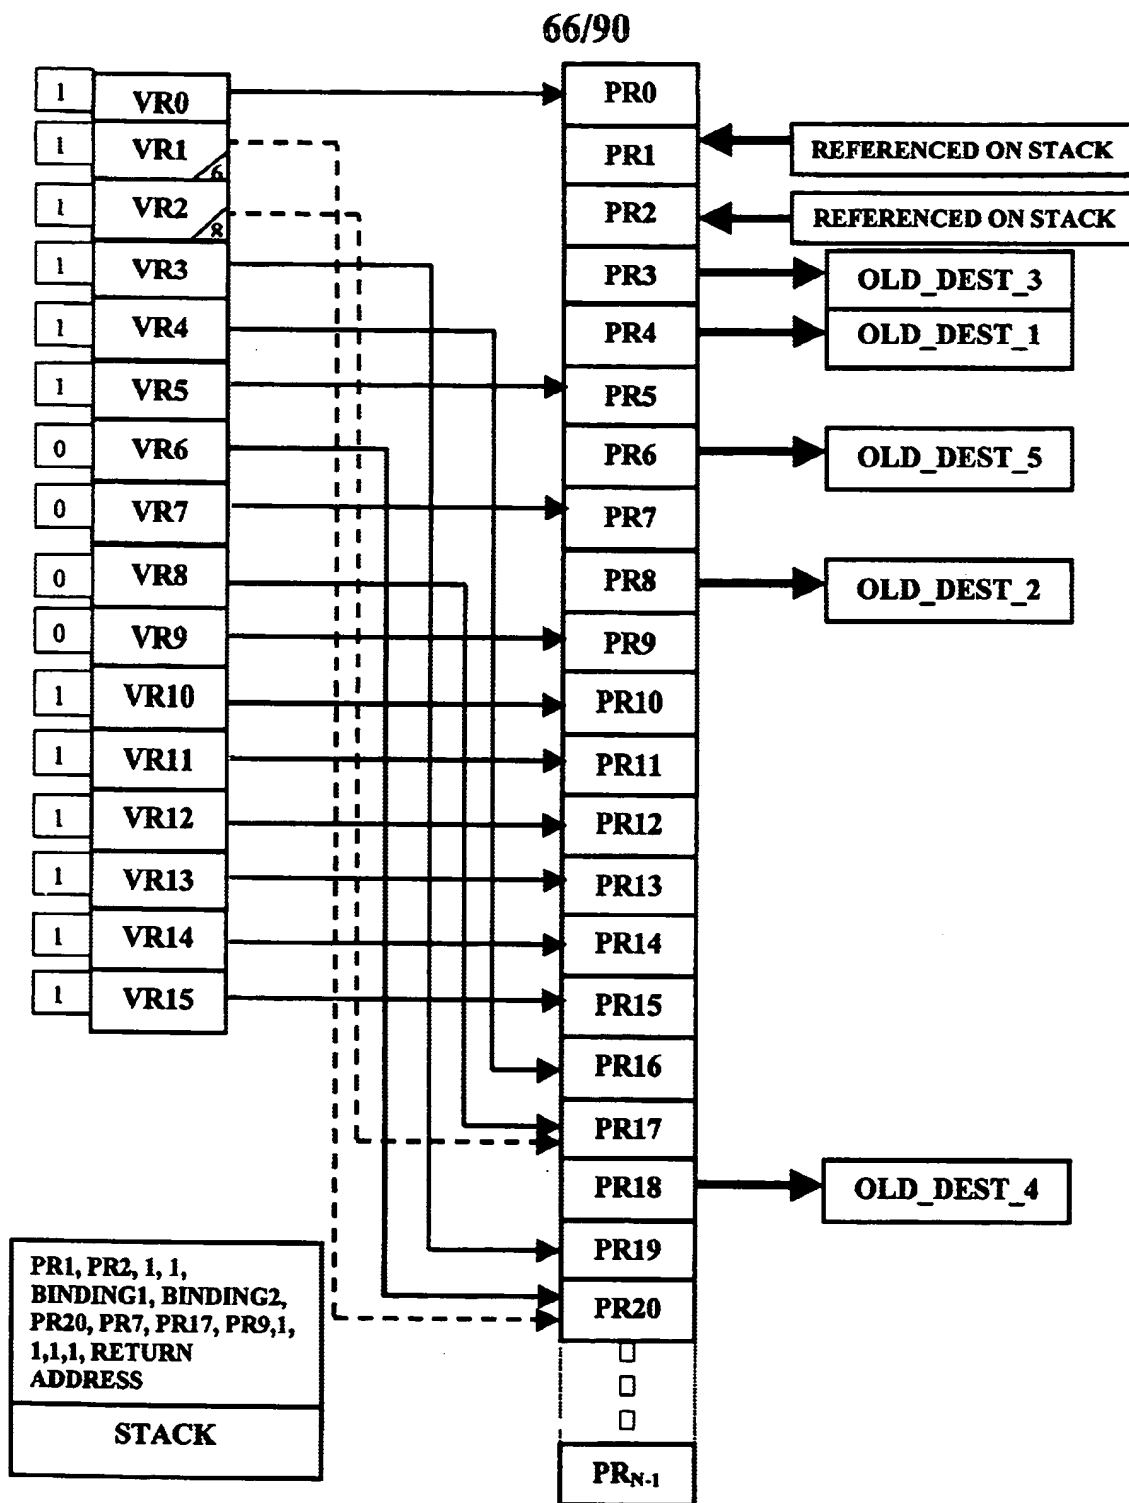 66/90
1
VR0
1
VR1
6
1
VR2
8
1
VR3
1
VR4
1
VR5
0
VR6
0
VR7
0
VR8
0
VR9
1
VR10
1
VR11
1
VR12
1
VR13
1
VR14
1
VR15
PR0
PR1
PR2
PR3
PR4
PR5
PR6
PR7
PR8
PR9
PR10
PR11
PR12
PR13
PR14
PR15
PR16
PR17
PR18
PR19
PR20
PRN-1
REFERENCED ON STACK
REFERENCED ON STACK
OLD_DEST_3
OLD_DEST_1
OLD_DEST_5
OLD_DEST_2
OLD_DEST_4
PR1, PR2, 1, 1,
BINDING1, BINDING2,
PR20, PR7, PR17, PR9,1,
1,1,1, RETURN
ADDRESS
STACK